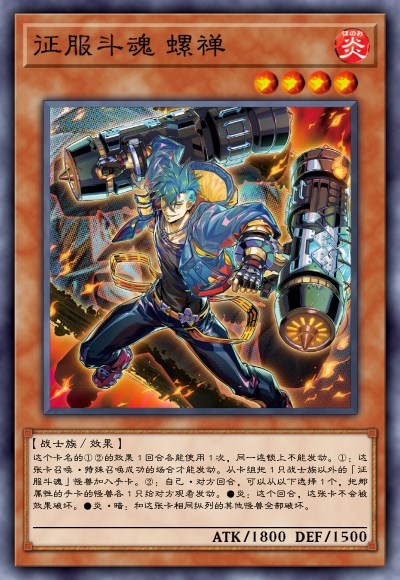 征服斗魂 螺禅
ほのお
炎
【战士族/效果】
这个卡名的①②的效果1回合各能使用1次，同一连锁上不能发动。①：这
张卡召唤·特殊召唤成功的场合才能发动。从卡组把1只战士族以外的「征
服斗魂」怪兽加入手卡。②：自己·对方回合，可以从以下选择1个，把那
属性的手卡的怪兽各1只给对方观看发动。●炎：这个回合，这张卡不会被
效果破坏。●炎·暗：和这张卡相同纵列的其他怪兽全部破坏。
ATK/1800 DEF/1500